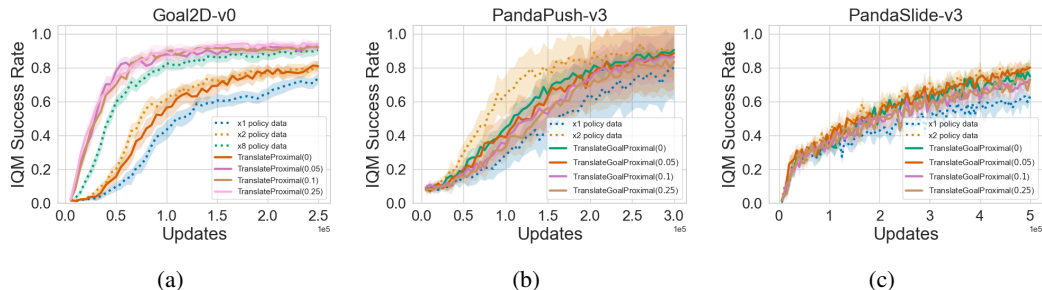 Goal2D-v0
IQM Success Rate
1.0
0.8
0.6
0.4
0.2
0.0
0.0 0.5 1.0 1.5 2.0 2.5
1e5
Updates
x1 policy data
x2 policy data
x8 policy data
TranslateProximal(0)
TranslateProximal(0.05)
TranslateProximal(0.1)
TranslateProximal(0.25)
(a)
PandaPush-v3
IQM Success Rate
1.0
0.8
0.6
0.4
0.2
0.0
0.0 0.5 1.0 1.5 2.0 2.5 3.0
1e5
Updates
x1 policy data
x2 policy data
TranslateGoalProximal(0)
TranslateGoalProximal(0.05)
TranslateGoalProximal(0.1)
TranslateGoalProximal(0.25)
(b)
PandaSlide-v3
IQM Success Rate
1.0
0.8
0.6
0.4
0.2
0.0
0 1 2 3 4 5
1e5
Updates
x1 policy data
x2 policy data
TranslateGoalProximal(0)
TranslateGoalProximal(0.05)
TranslateGoalProximal(0.1)
TranslateGoalProximal(0.25)
(c)